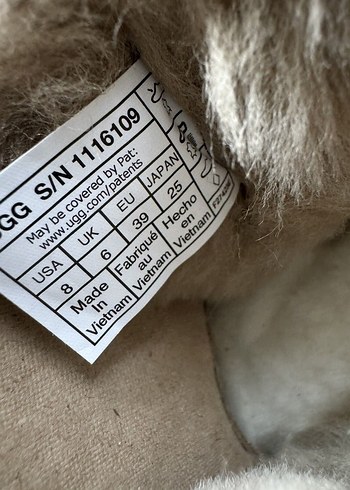 UGG S/N 1116109
May be covered by Pat:
www.ugg.com/patents
USA UK EU JAPAN
8 6 39 25
Made in Vietnam
Fabriqué au Vietnam
Hecho en Vietnam